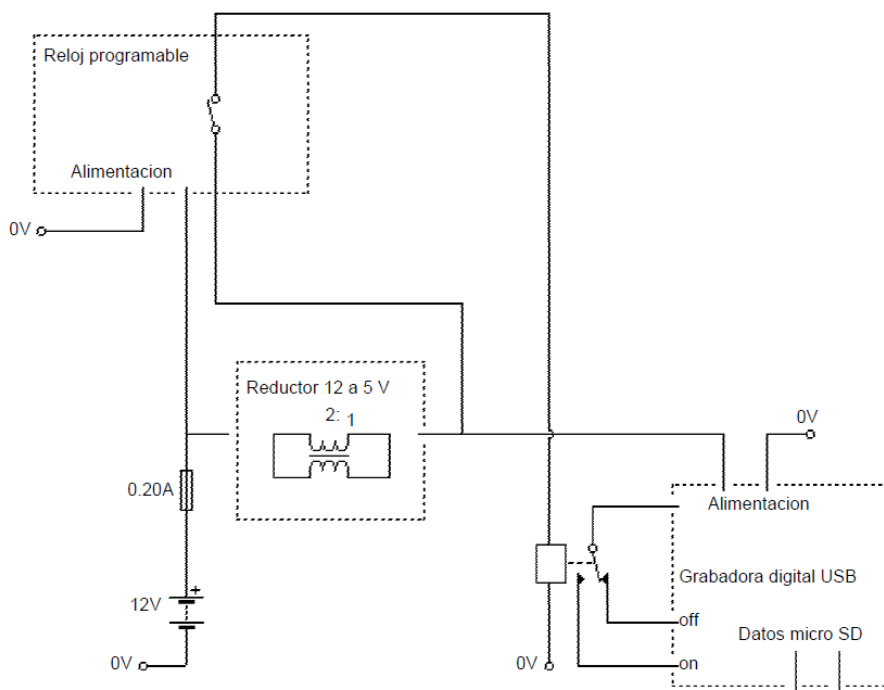 Reloj programable
Alimentacion
0V
Reductor 12 a 5 V
2: 1
0V
0.20A
Alimentacion
Grabadora digital USB
12V
+
off
Datos micro SD
0V
0V
on